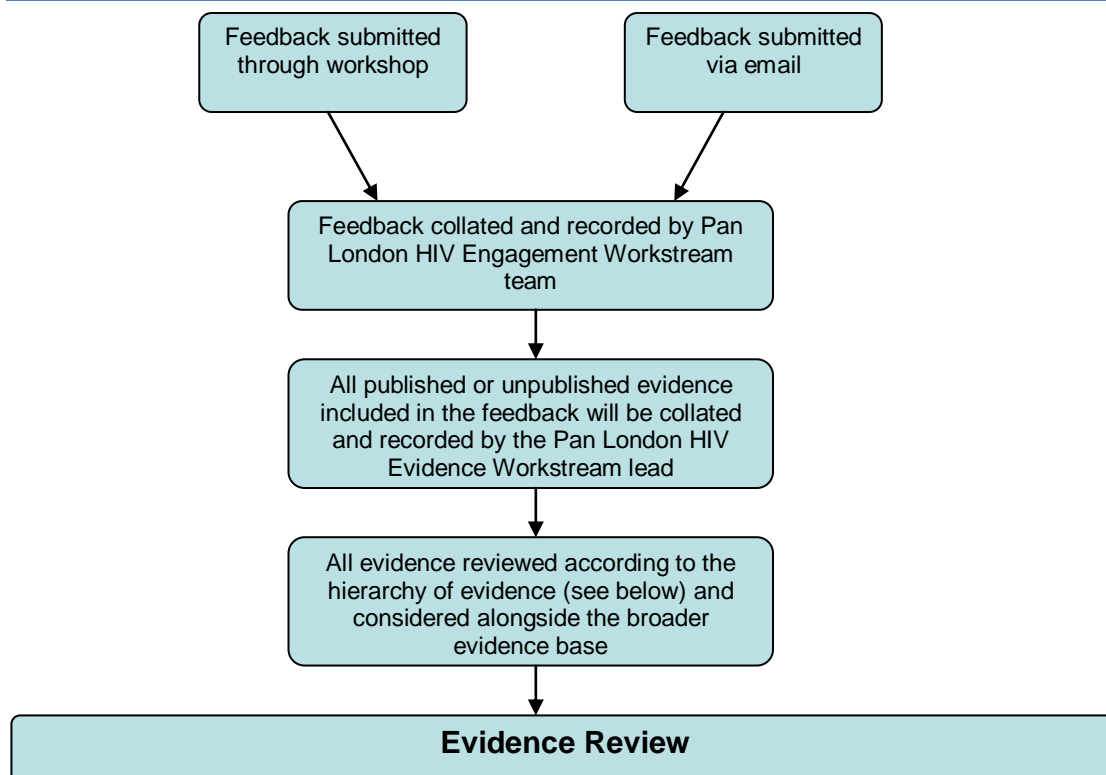 Feedback submitted
through workshop
Feedback submitted
via email
Feedback collated and recorded by Pan
London HIV Engagement Workstream
team
All published or unpublished evidence
included in the feedback will be collated
and recorded by the Pan London HIV
Evidence Workstream lead
All evidence reviewed according to the
hierarchy of evidence (see below) and
considered alongside the broader
evidence base
Evidence Review